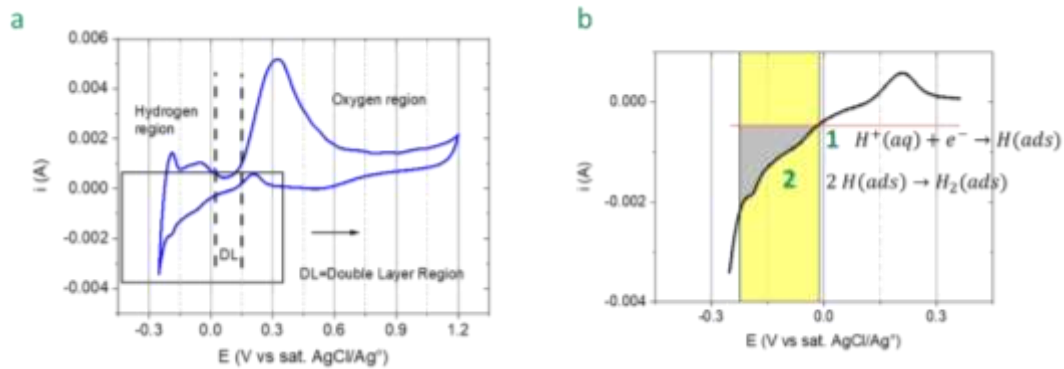 a
0.006
0.004
0.002
0.000
-0.002
-0.004
i (A)
Hydrogen
region
Oxygen region
DL
DL=Double Layer Region
-0.3 0.0 0.3 0.6 0.9 1.2
E (V vs sat. AgCl/Ag°)
b
0.000
-0.002
-0.004
i (A)
1 H⁺(aq) + e⁻ → H(ads)
2
2 H(ads) → H₂(ads)
-0.3 0.0 0.3
E (V vs sat. AgCl/Ag°)